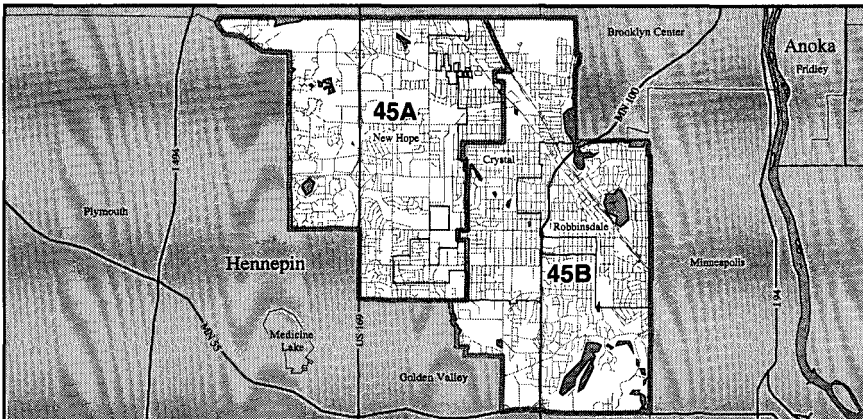 Brooklyn Center
Anoka
Fridley
MN 100
I 494
45A
New Hope
Crystal
Plymouth
Robbinsdale
Hennepin
Minneapolis
45B
US 169
I 94
MN 55
Medicine
Lake
Golden Valley